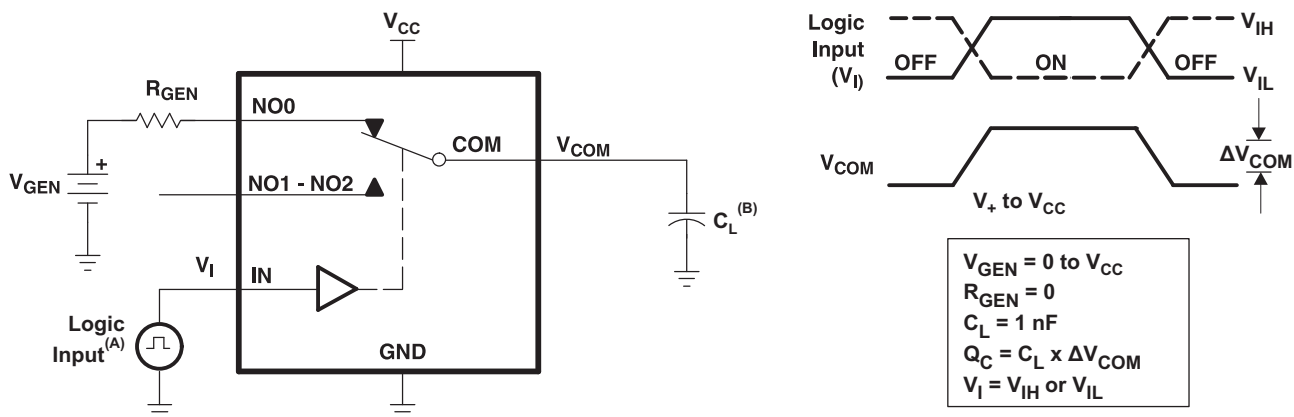 V_CC
R_GEN
NO0
COM
V_COM
V_GEN
+
NO1 - NO2
C_L^(B)
V_I
IN
Logic
Input^(A)
GND
Logic
Input
(V_I)
OFF
ON
OFF
V_IH
V_IL
V_COM
ΔV_COM
V_+ to V_CC
V_GEN = 0 to V_CC
R_GEN = 0
C_L = 1 nF
Q_C = C_L x ΔV_COM
V_I = V_IH or V_IL